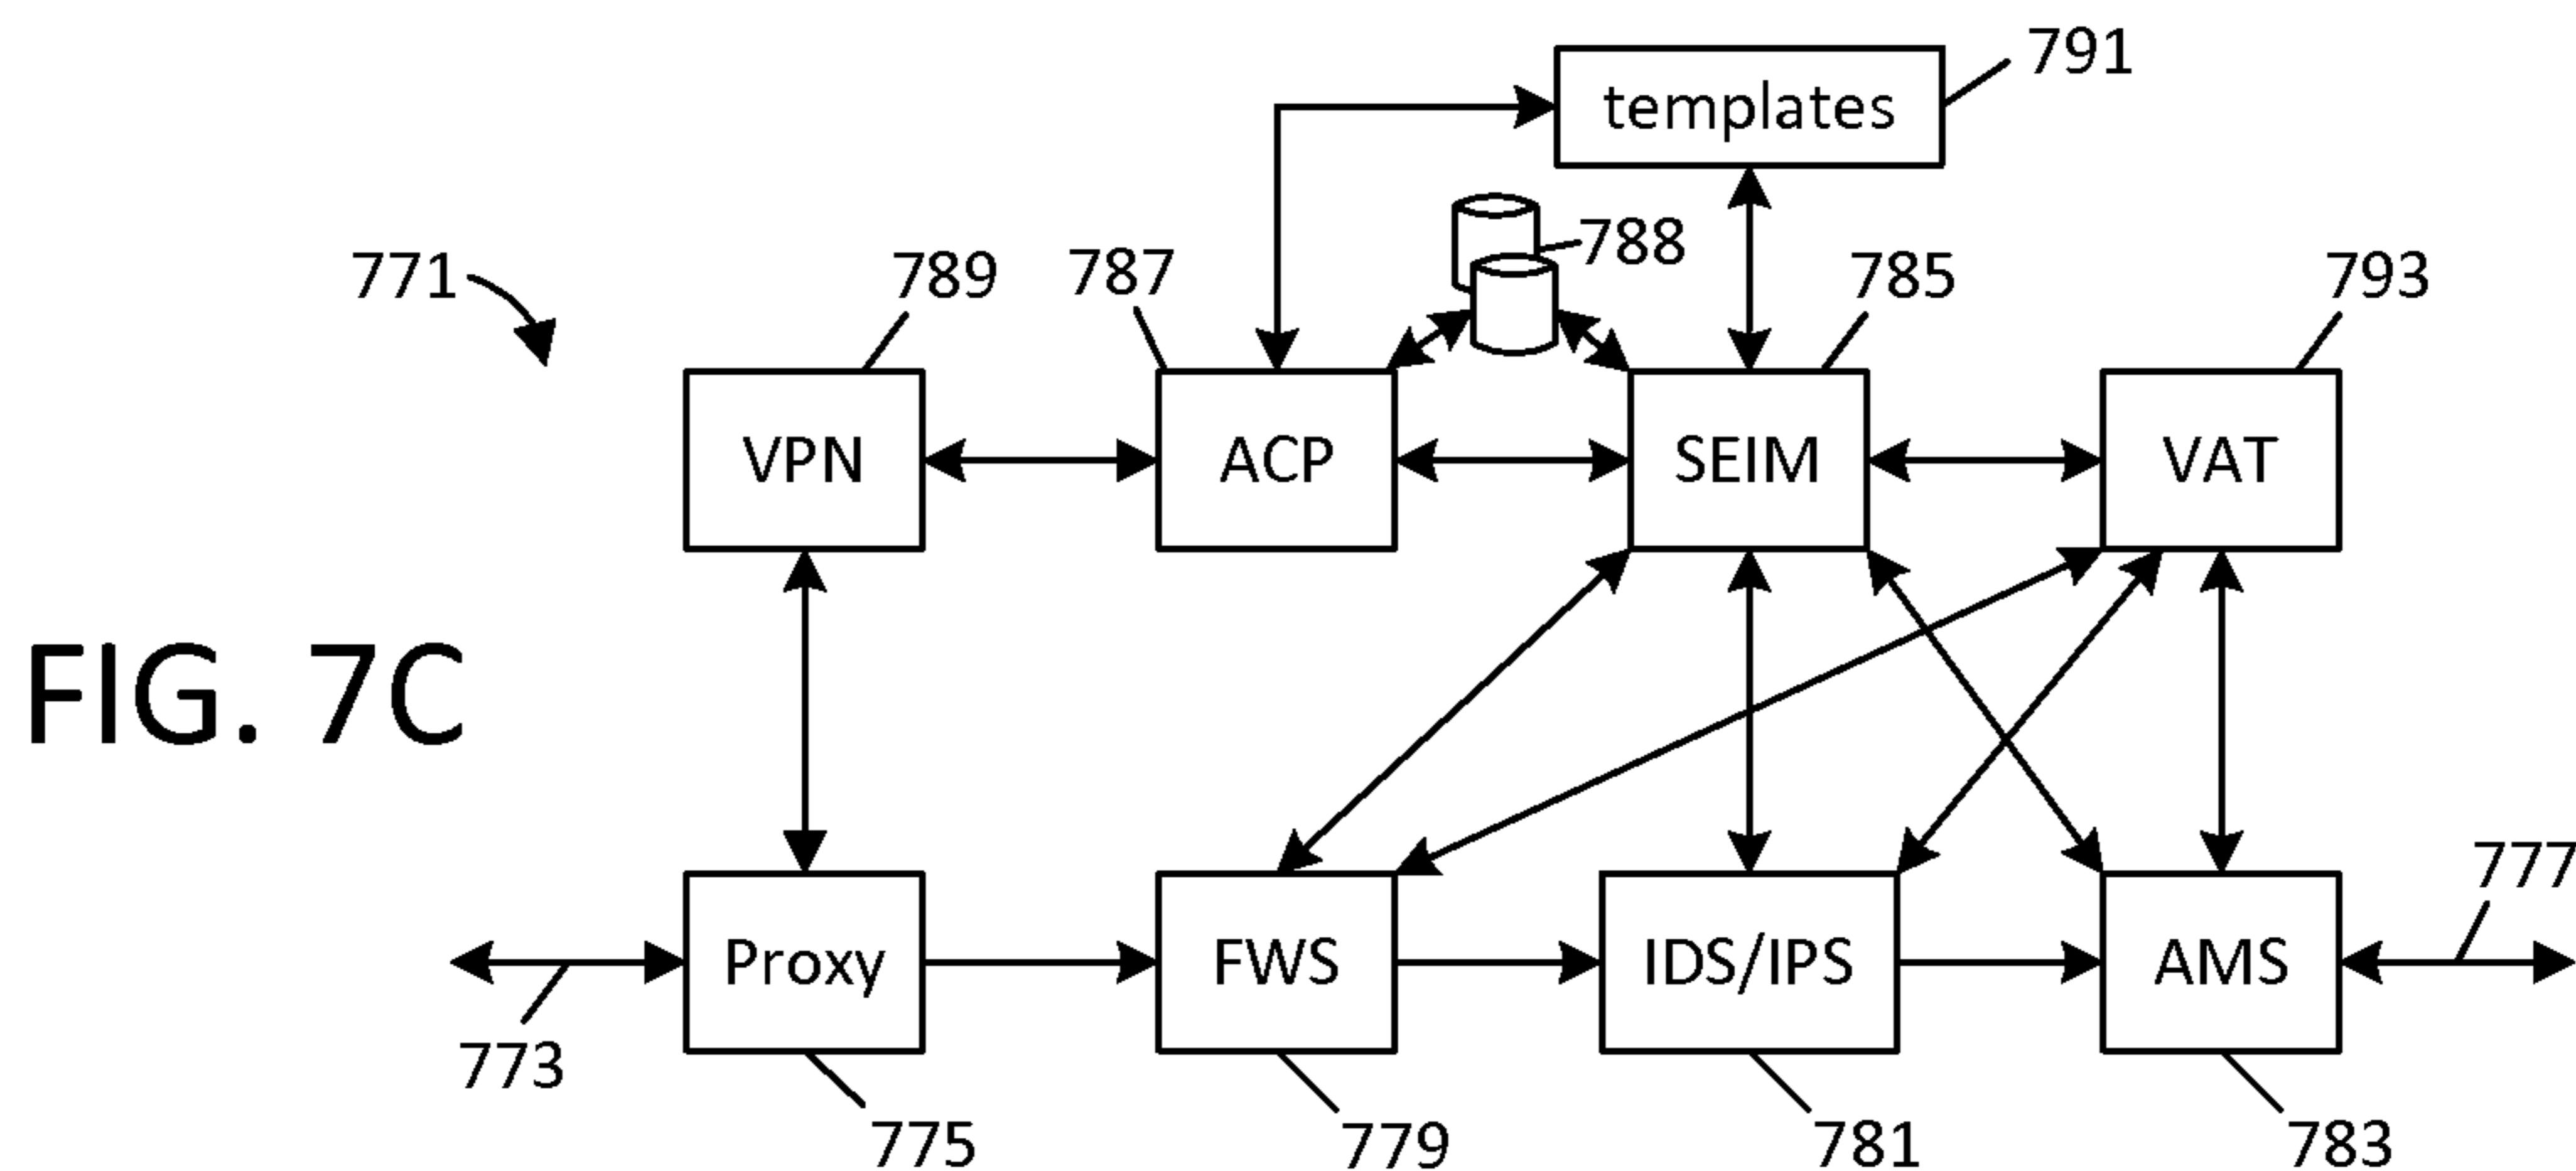 791
templates
788
771
789
787
785
793
VPN
ACP
SEIM
VAT
FIG. 7C
777
Proxy
FWS
IDS/IPS
AMS
773
775
779
781
783